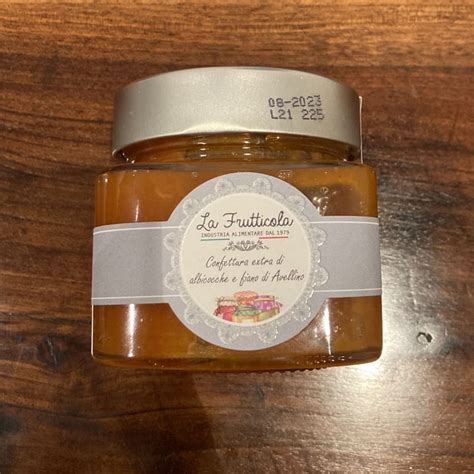 08-2023
L21 225
La Frutticola
INDUSTRIA ALIMENTARE DAL 1979
Confettura extra di
albicocche e fiano di Avellino